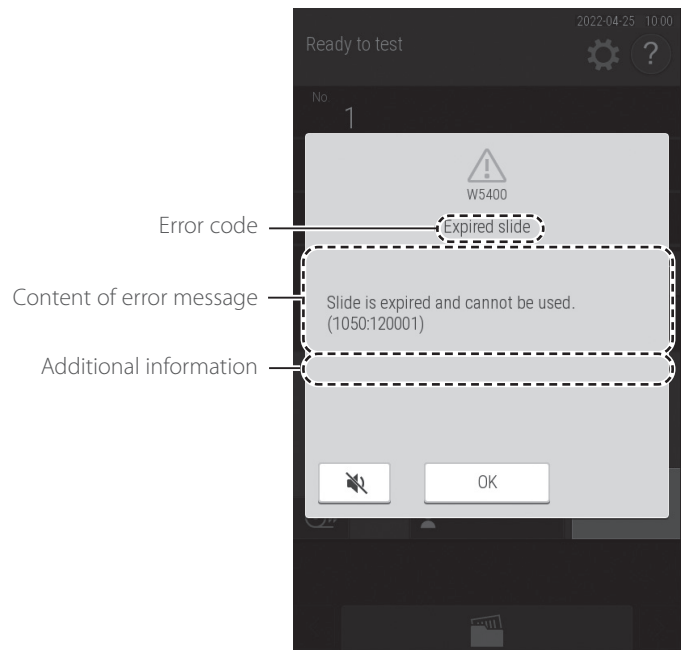 2022-04-25 10:00
Ready to test
?
No.
1
W5400
Error code
Expired slide
Content of error message
Slide is expired and cannot be used.
(1050:120001)
Additional information
OK